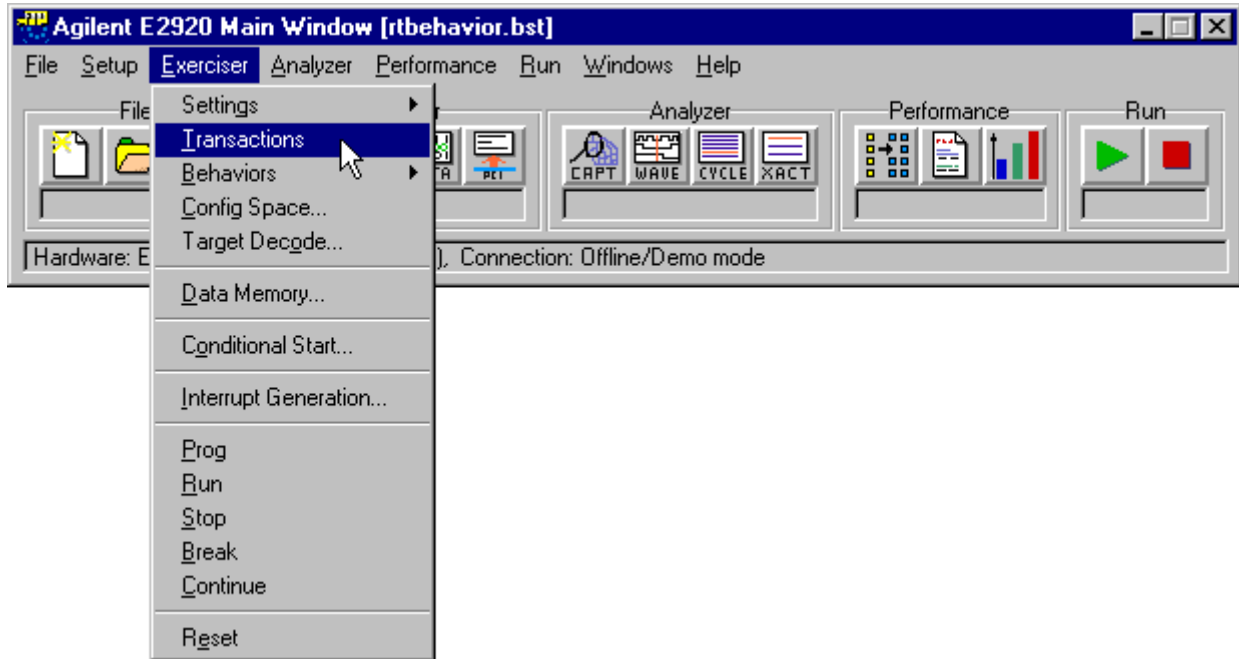 Agilent E2920 Main Window [rtbehavior.bst]
File Setup Exerciser Analyzer Performance Run Windows Help
File Analyzer Performance Run
CAPT WAVE CYCLE XACT
PCI
Hardware: E ), Connection: Offline/Demo mode
Settings
Transactions
Behaviors
Config Space...
Target Decode...
Data Memory...
Conditional Start...
Interrupt Generation...
Prog
Run
Stop
Break
Continue
Reset